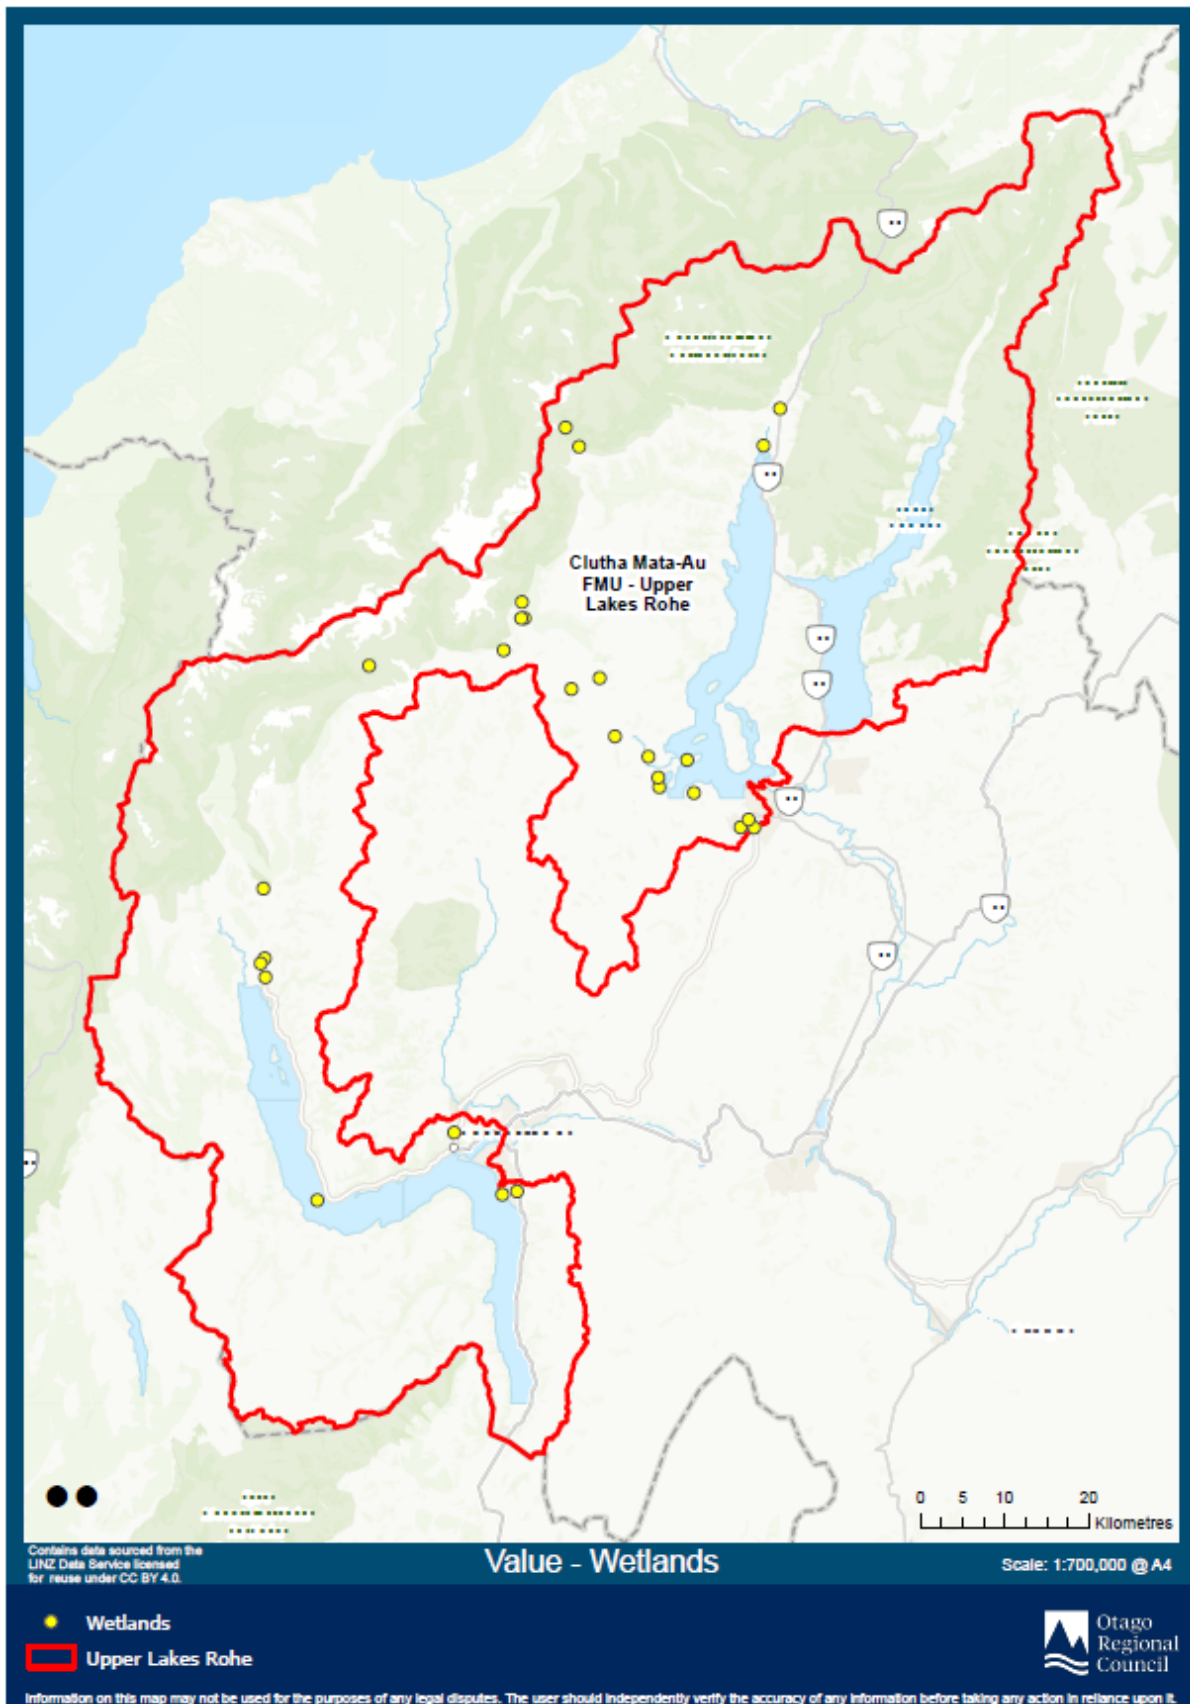 Clutha Mata-Au
FMU - Upper
Lakes Rohe
0 5 10 20
Kilometres
Contains data sourced from the
LINZ Data Service licensed
for reuse under CC BY 4.0.
Value - Wetlands
Scale: 1:700,000 @ A4
Wetlands
Upper Lakes Rohe
Otago
Regional
Council
Information on this map may not be used for the purposes of any legal disputes. The user should independently verify the accuracy of any information before taking any action in reliance upon it.